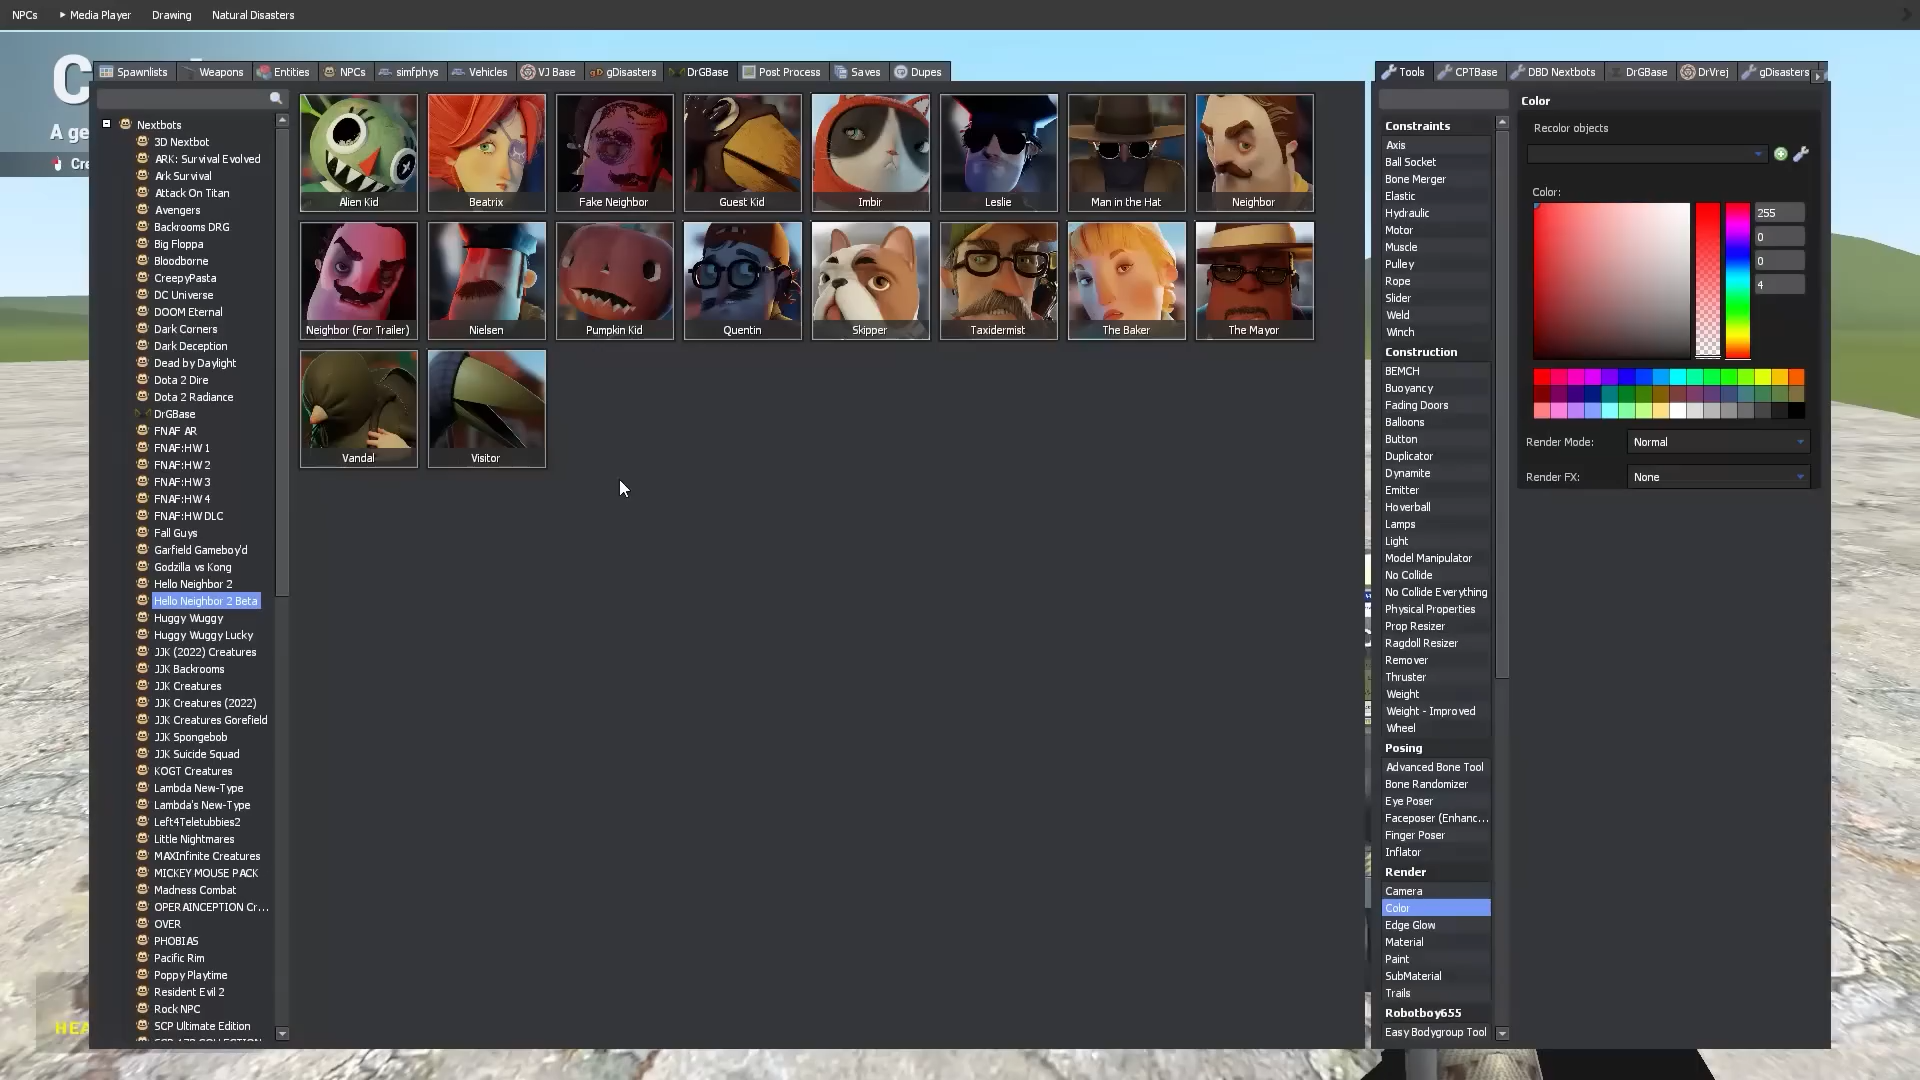 NPCs
Media Player
Drawing
Natural Disasters
C
A ge
Cre
Spawnlists
Weapons
Entities
NPCs
simfphys
Vehicles
VJ Base
gDisasters
DrGBase
Post Process
Saves
Dupes
Nextbots
3D Nextbot
ARK: Survival Evolved
Ark Survival
Attack On Titan
Avengers
Backrooms DRG
Big Floppa
Bloodborne
CreepyPasta
DC Universe
DOOM Eternal
Dark Corners
Dark Deception
Dead by Daylight
Dota 2 Dire
Dota 2 Radiance
DrGBase
FNAF AR
FNAF:HW 1
FNAF:HW 2
FNAF:HW 3
FNAF:HW 4
FNAF:HW DLC
Fall Guys
Garfield Gameboy'd
Godzilla vs Kong
Hello Neighbor 2
Hello Neighbor 2 Beta
Huggy Wuggy
Huggy Wuggy Lucky
JJK (2022) Creatures
JJK Backrooms
JJK Creatures
JJK Creatures (2022)
JJK Creatures Gorefield
JJK Spongebob
JJK Suicide Squad
KOGT Creatures
Lambda New-Type
Lambda's New-Type
Left4Teletubbies2
Little Nightmares
MAXInfinite Creatures
MICKEY MOUSE PACK
Madness Combat
OPERAINCEPTION Cr...
OVER
PHOBIAS
Pacific Rim
Poppy Playtime
Resident Evil 2
Rock NPC
SCP Ultimate Edition
HEA
Alien Kid
Beatrix
Fake Neighbor
Guest Kid
Imbir
Leslie
Man in the Hat
Neighbor
Neighbor (For Trailer)
Nielsen
Pumpkin Kid
Quentin
Skipper
Taxidermist
The Baker
The Mayor
Vandal
Visitor
Tools
CPTBase
DBD Nextbots
DrGBase
DrVrej
gDisasters
Constraints
Axis
Ball Socket
Bone Merger
Elastic
Hydraulic
Motor
Muscle
Pulley
Rope
Slider
Weld
Winch
Construction
BEMCH
Buoyancy
Fading Doors
Balloons
Button
Duplicator
Dynamite
Emitter
Hoverball
Lamps
Light
Model Manipulator
No Collide
No Collide Everything
Physical Properties
Prop Resizer
Ragdoll Resizer
Remover
Thruster
Weight
Weight - Improved
Wheel
Posing
Advanced Bone Tool
Bone Randomizer
Eye Poser
Faceposer (Enhanc...
Finger Poser
Inflator
Render
Camera
Color
Edge Glow
Material
Paint
SubMaterial
Trails
Robotboy655
Easy Bodygroup Tool
Color
Recolor objects
Color:
255
0
0
4
Render Mode:
Normal
Render FX:
None